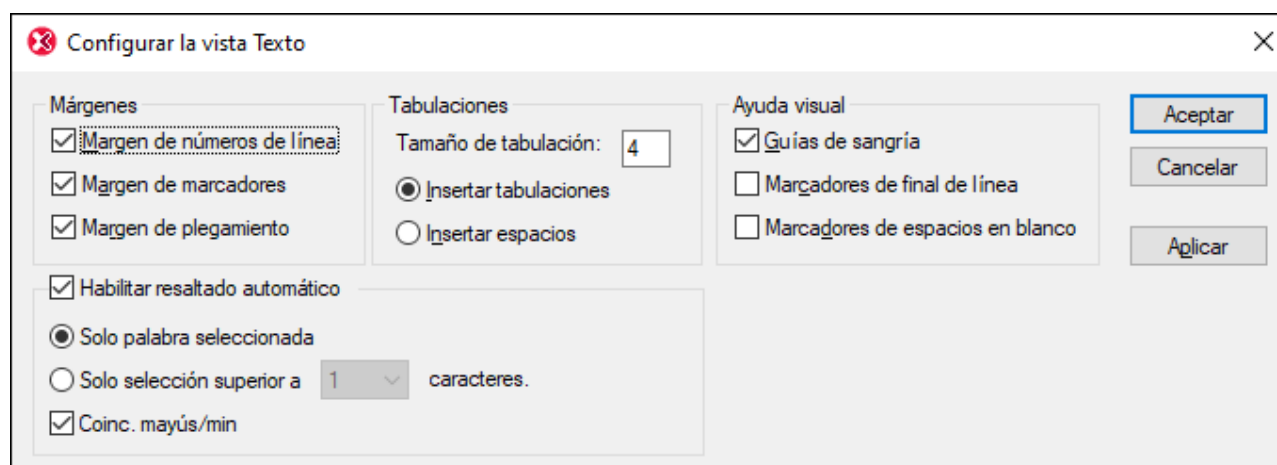 Configurar la vista Texto
Márgenes
Margen de números de línea
Margen de marcadores
Margen de plegamiento
Tabulaciones
Tamaño de tabulación: 4
Insertar tabulaciones
Insertar espacios
Ayuda visual
Guías de sangría
Marcadores de final de línea
Marcadores de espacios en blanco
Aceptar
Cancelar
Aplicar
Habilitar resaltado automático
Solo palabra seleccionada
Solo selección superior a 1 caracteres.
Coinc. mayús/min